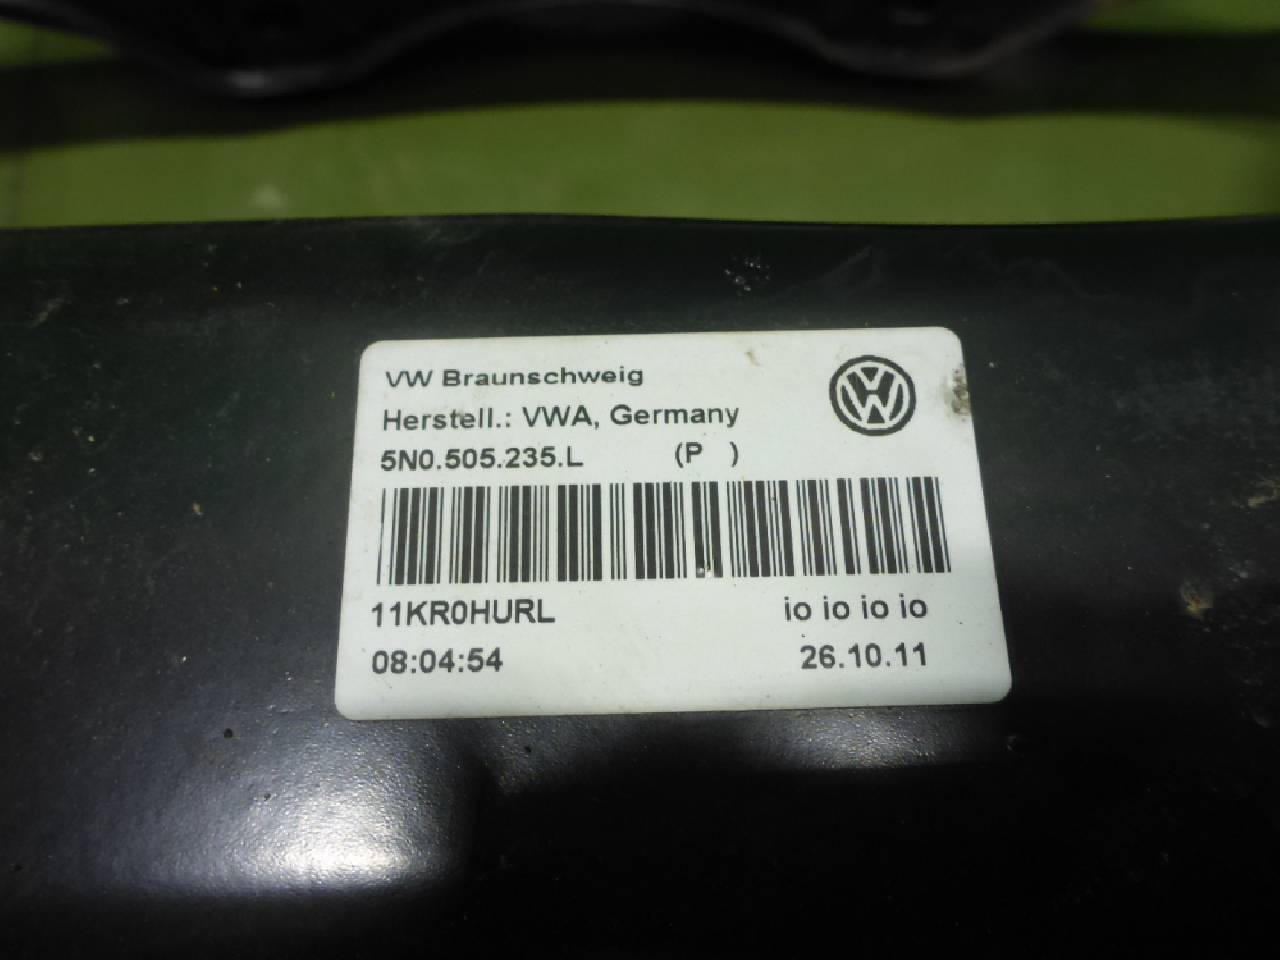 VW Braunschweig
Herstell.: VWA, Germany
5N0.505.235.L (P )
11KR0HURL io io io io
08:04:54 26.10.11